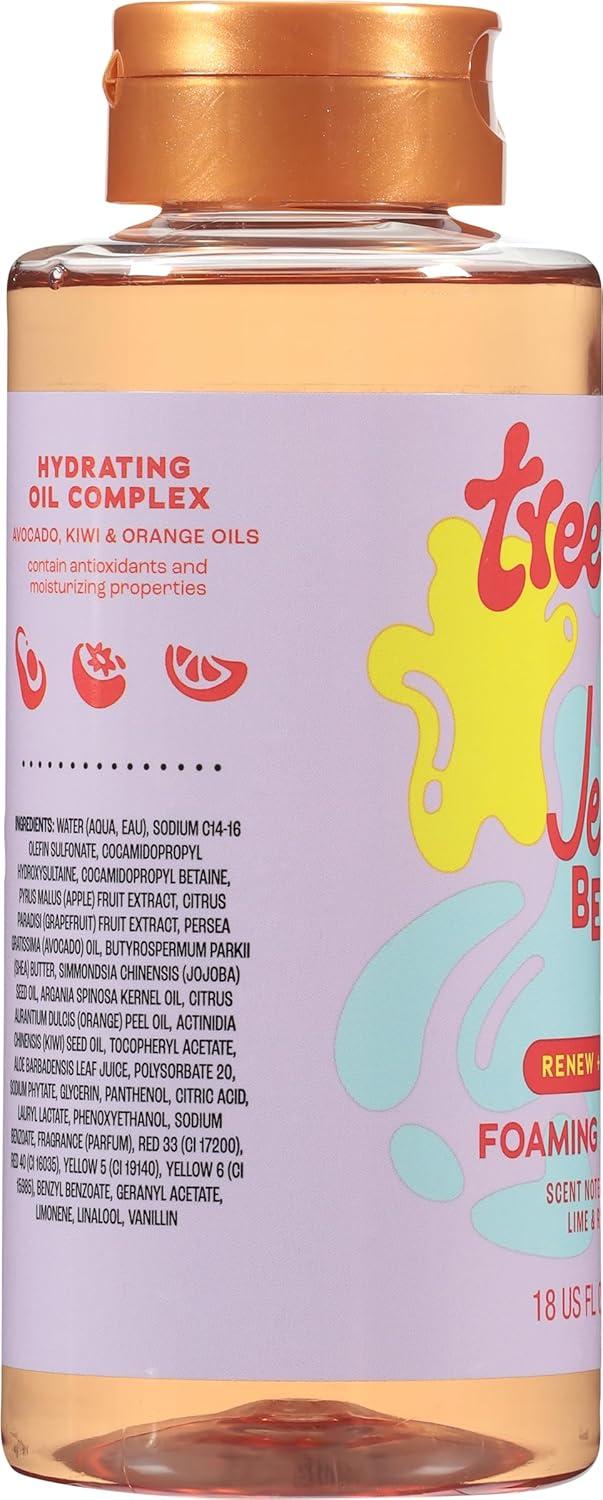 HYDRATING
OIL COMPLEX
AVOCADO, KIWI & ORANGE OILS
contain antioxidants and
moisturizing properties
INGREDIENTS: WATER (AQUA, EAU), SODIUM C14-16
OLEFIN SULFONATE, COCAMIDOPROPYL
HYDROXYSULTAINE, COCAMIDOPROPYL BETAINE,
PYRUS MALUS (APPLE) FRUIT EXTRACT, CITRUS
PARADISI (GRAPEFRUIT) FRUIT EXTRACT, PERSEA
GRATISSIMA (AVOCADO) OIL, BUTYROSPERMUM PARKII
(SHEA) BUTTER, SIMMONDSIA CHINENSIS (JOJOBA)
SEED OIL, ARGANIA SPINOSA KERNEL OIL, CITRUS
AURANTIUM DULCIS (ORANGE) PEEL OIL, ACTINIDIA
CHINENSIS (KIWI) SEED OIL, TOCOPHERYL ACETATE,
ALOE BARBADENSIS LEAF JUICE, POLYSORBATE 20,
SODIUM PHYTATE, GLYCERIN, PANTHENOL, CITRIC ACID,
LAURYL LACTATE, PHENOXYETHANOL, SODIUM
BENZOATE, FRAGRANCE (PARFUM), RED 33 (CI 17200),
RED 40 (CI 16035), YELLOW 5 (CI 19140), YELLOW 6 (CI
15985), BENZYL BENZOATE, GERANYL ACETATE,
LIMONENE, LINALOOL, VANILLIN
tree
Je
BE
RENEW +
FOAMING
SCENT NOTE
LIME &
18 US FL